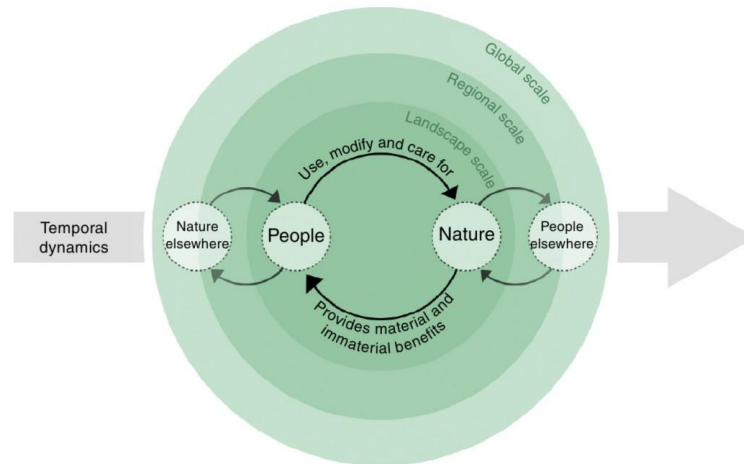 Global scale
Regional scale
Landscape scale
Use, modify and care for
Temporal
dynamics
Nature
elsewhere
People
Nature
People
elsewhere
Provides material and
immaterial benefits